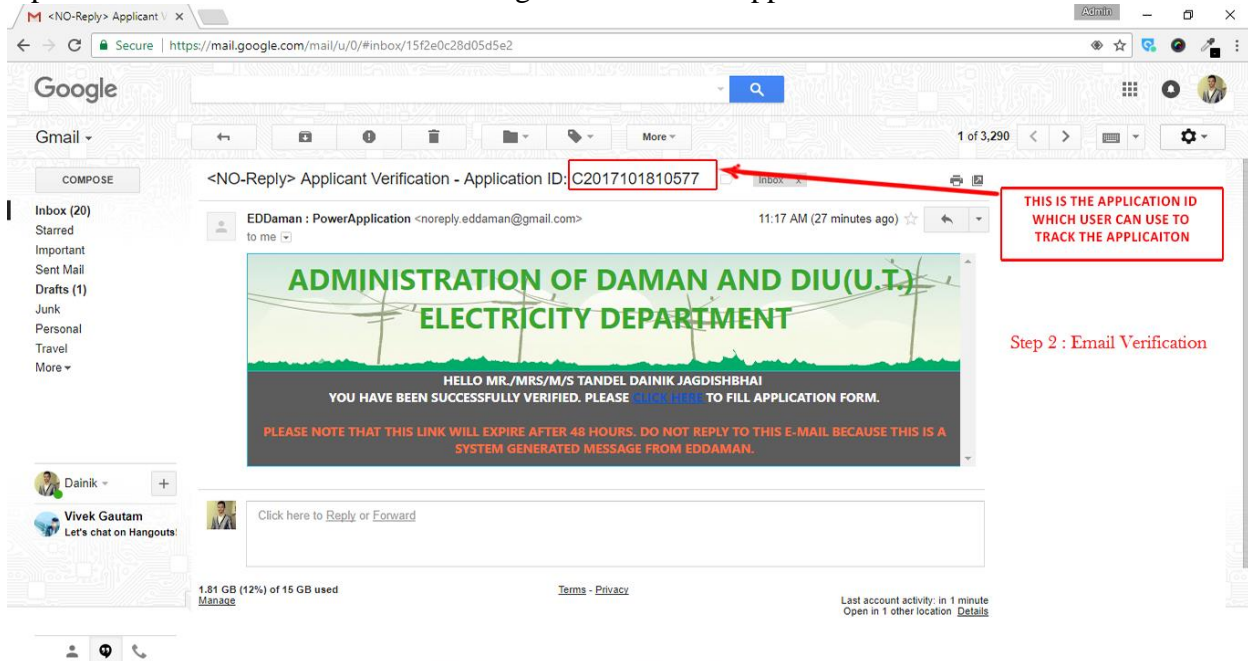 <NO-Reply> Applicant V
Admin
Secure | https://mail.google.com/mail/u/0/#inbox/15f2e0c28d05d5e2
Google
Gmail
More
1 of 3,290
COMPOSE
<NO-Reply> Applicant Verification - Application ID: C2017101810577
Inbox x
THIS IS THE APPLICATION ID
WHICH USER CAN USE TO
TRACK THE APPLICAITON
Inbox (20)
Starred
Important
Sent Mail
Drafts (1)
Junk
Personal
Travel
More
EDDaman : PowerApplication <noreply.eddaman@gmail.com>
11:17 AM (27 minutes ago)
to me
ADMINISTRATION OF DAMAN AND DIU(U.T.)
ELECTRICITY DEPARTMENT
Step 2 : Email Verification
HELLO MR./MRS/M/S TANDEL DAINIK JAGDISHBHAI
YOU HAVE BEEN SUCCESSFULLY VERIFIED. PLEASE CLICK HERE TO FILL APPLICATION FORM.
PLEASE NOTE THAT THIS LINK WILL EXPIRE AFTER 48 HOURS. DO NOT REPLY TO THIS E-MAIL BECAUSE THIS IS A
SYSTEM GENERATED MESSAGE FROM EDDAMAN.
Dainik
Vivek Gautam
Let's chat on Hangouts!
Click here to Reply or Forward
1.81 GB (12%) of 15 GB used
Manage
Terms - Privacy
Last account activity: in 1 minute
Open in 1 other location Details